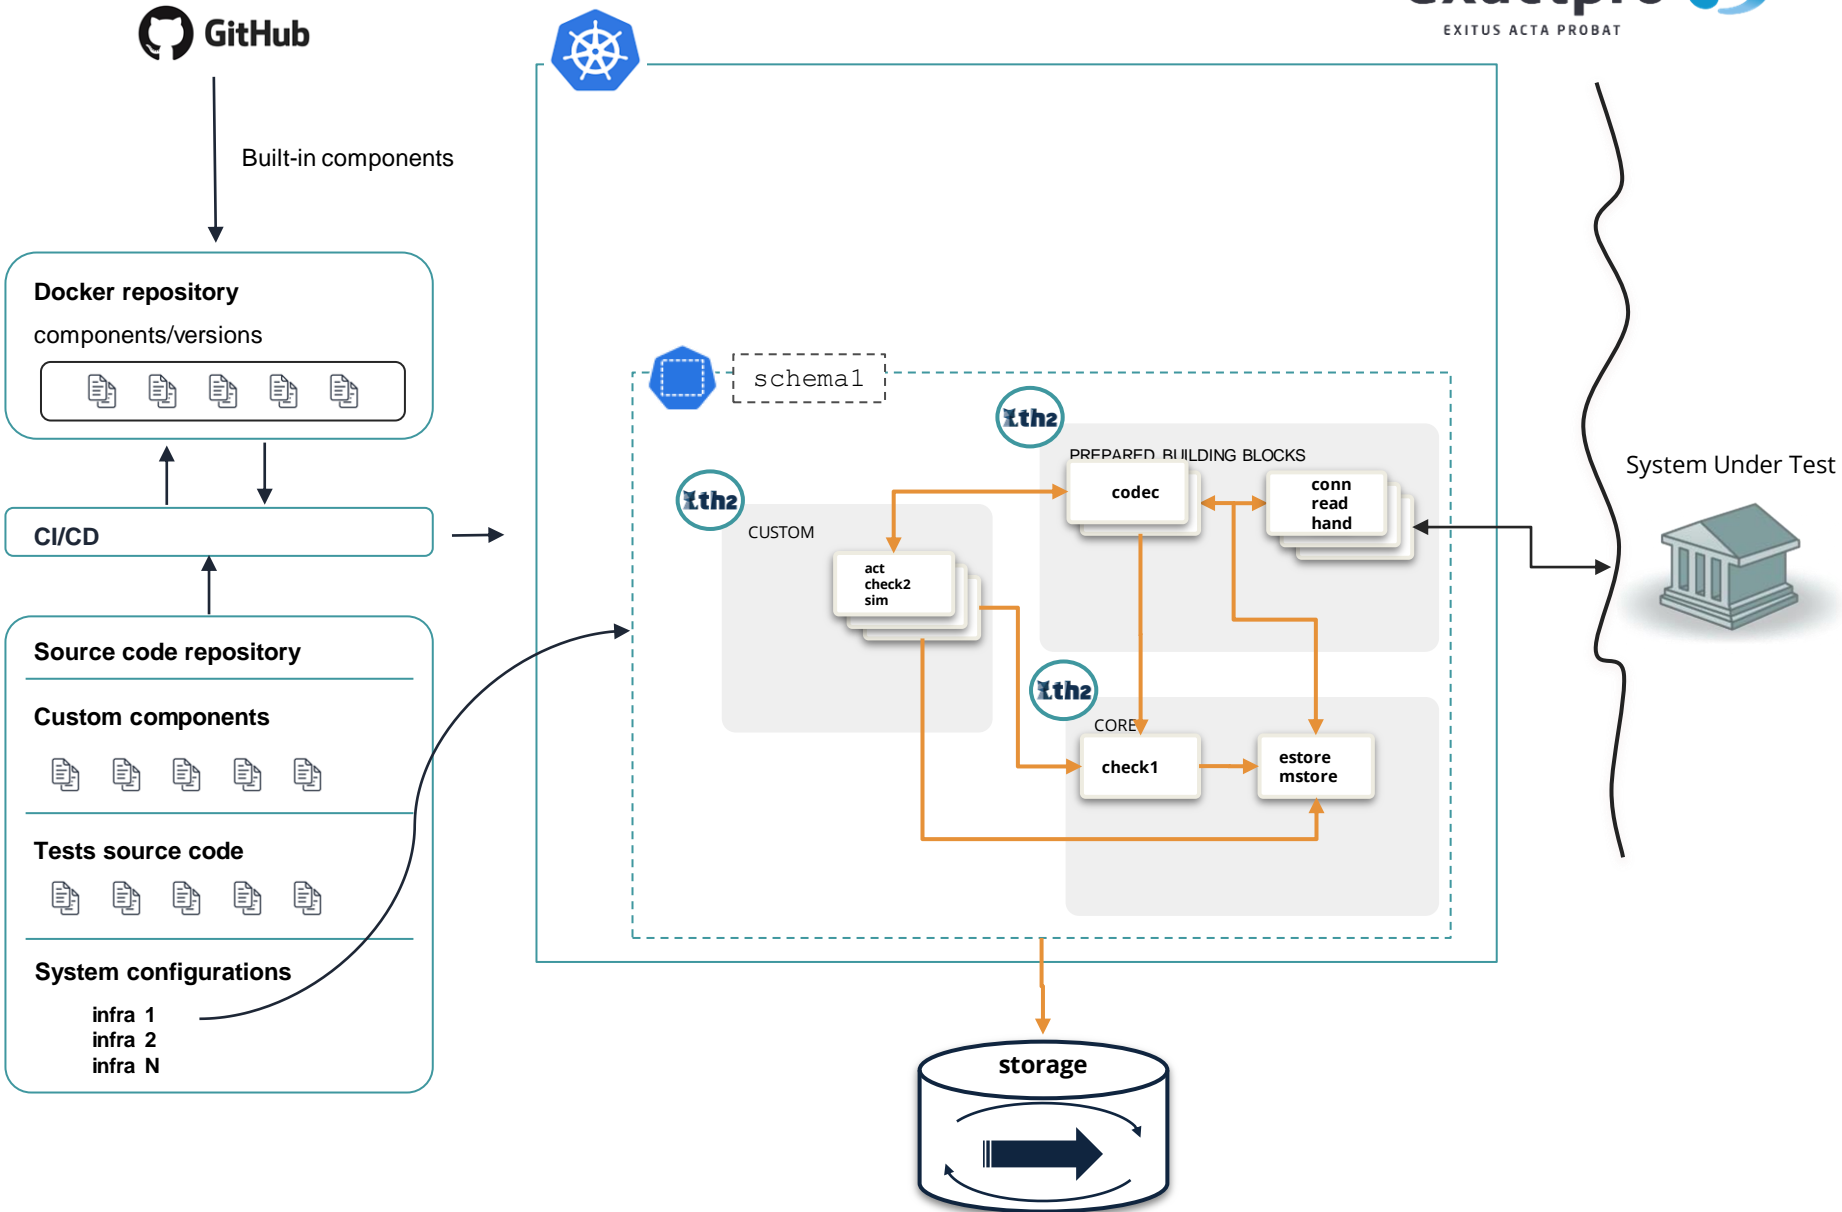 GitHub
exactpro
EXITUS ACTA PROBAT
Built-in components
Docker repository
components/versions
CI/CD
Source code repository
Custom components
Tests source code
System configurations
infra 1
infra 2
infra N
schema1
th2
PREPARED BUILDING BLOCKS
codec
conn
read
hand
th2
CUSTOM
act
check2
sim
th2
CORE
check1
estore
mstore
System Under Test
storage